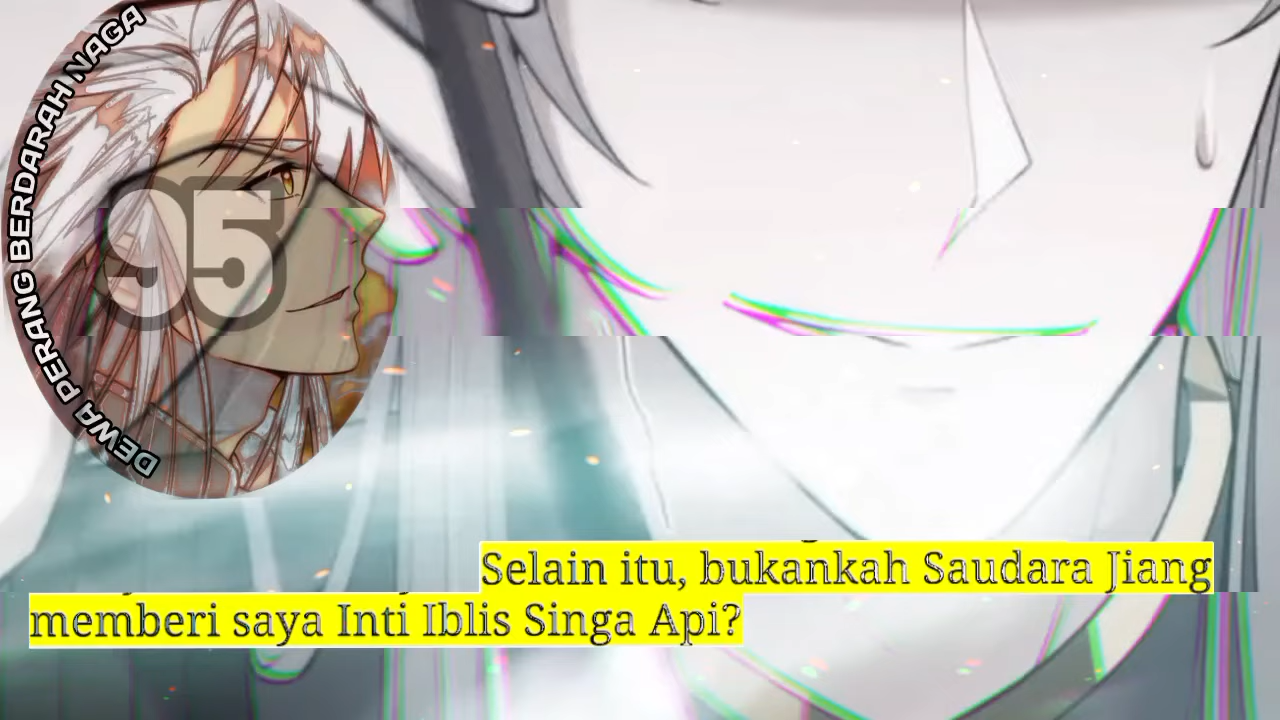 DEWA PERANG BERDARAH NAGA
95
Selain itu, bukankah Saudara Jiang
memberi saya Inti Iblis Singa Api?